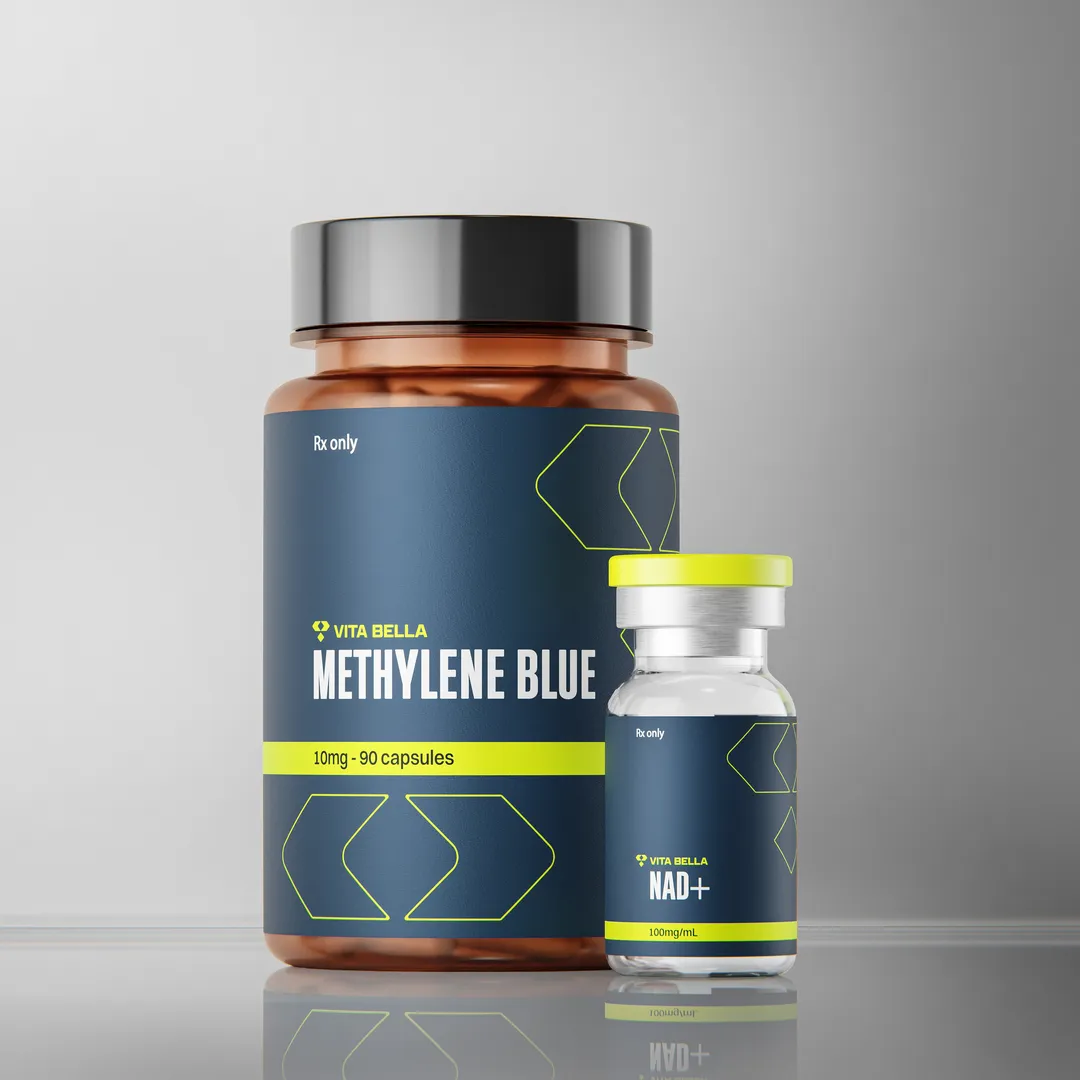 Rx only
VITA BELLA
METHYLENE BLUE
10mg - 90 capsules
Rx only
VITA BELLA
NAD+
100mg/mL